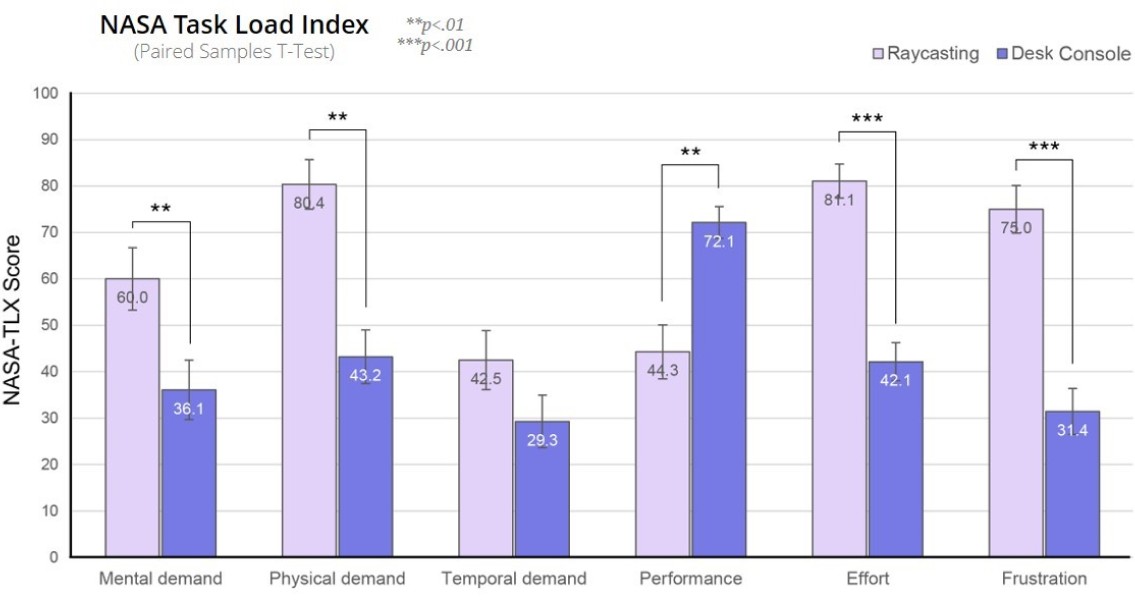 NASA Task Load Index
(Paired Samples T-Test)
**p<.01
***p<.001
Raycasting Desk Console
NASA-TLX Score
100
90
80
70
60
50
40
30
20
10
0
** ** ** *** ***
60.0 36.1 80.4 43.2 42.5 29.3 44.3 72.1 81.1 42.1 75.0 31.4
Mental demand Physical demand Temporal demand Performance Effort Frustration